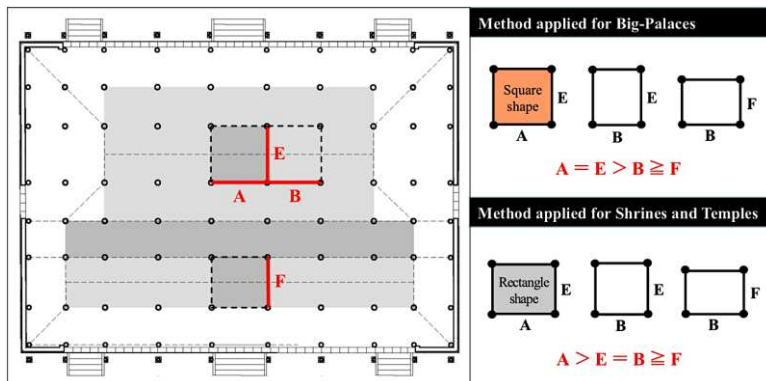 E
A B
F
Method applied for Big-Palaces
Square
shape
E
E
F
A
B
B
A = E > B ≧ F
Method applied for Shrines and Temples
Rectangle
shape
E
E
F
A
B
B
A > E = B ≧ F